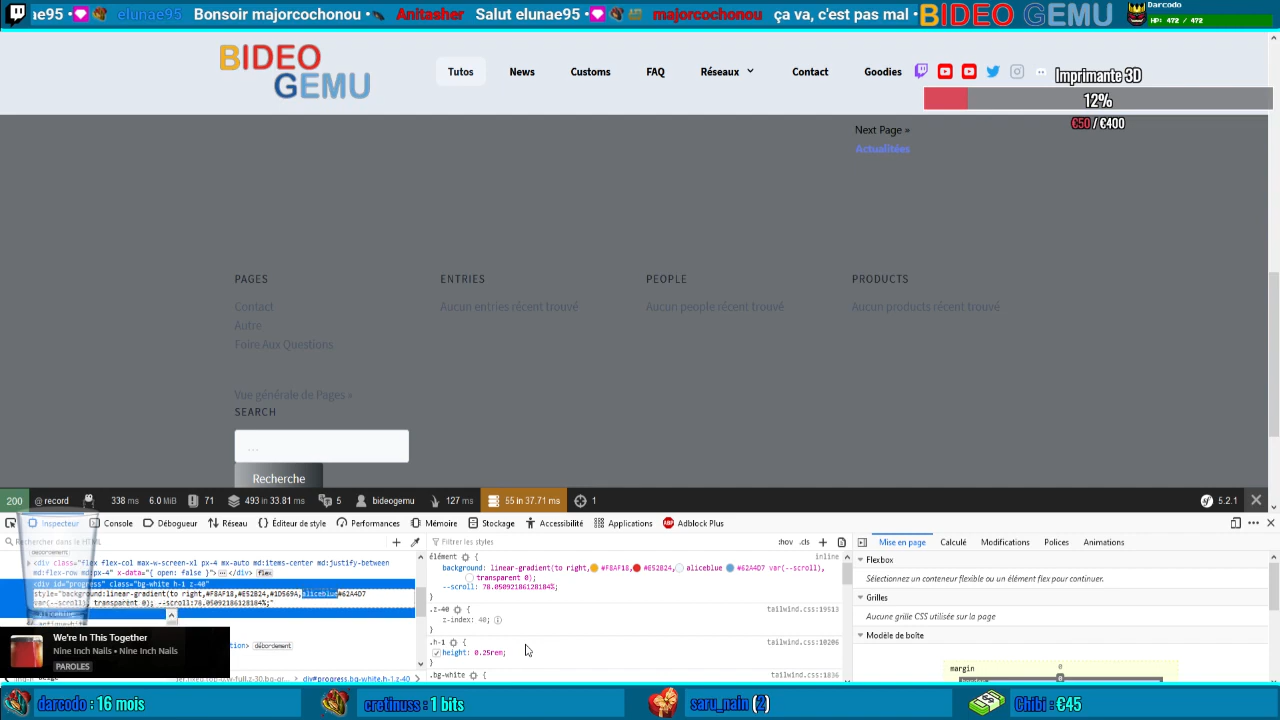 ae95 • elunae95 Bonsoir majorcochonou • Anitasher Salut elunae95 • majorcochonou ça va, c'est pas mal • BIDEO GEMU
Darcodo
HP: 472 / 472
BIDEO
GEMU
Tutos News Customs FAQ Réseaux Contact Goodies
Imprimante 3D
12%
€50 / €400
Next Page »
Actualitées
PAGES
Contact
Autre
Foire Aux Questions
Vue générale de Pages »
ENTRIES
Aucun entries récent trouvé
PEOPLE
Aucun people récent trouvé
PRODUCTS
Aucun products récent trouvé
SEARCH
...
Recherche
200 @ record 338 ms 6.0 MiB 71 493 in 33.81 ms 5 bideogemu 127 ms 55 in 37.71 ms 1 5.2.1
Inspecteur Console Débogueur Réseau Éditeur de style Performances Mémoire Stockage Accessibilité Applications Adblock Plus
Rechercher dans le HTML
débordement
<div class="flex flex-col max-w-screen-xl px-4 mx-auto md:items-center md:justify-between
md:flex-row md:px-4" x-data="{ open: false }"> </div> flex
<div id="progress" class="bg-white h-1 z-40"
style="background:linear-gradient(to right,#F8AF18,#E52824,#1D569A,aliceblue#62A4D7
var(--scroll), transparent 0); --scroll:78.05092186128184%;"
débordement
div#progress.bg-white.h-1.z-40
Filtrer les styles :hov .cls
élément { inline
background: linear-gradient(to right, #F8AF18, #E52824, aliceblue #62A4D7 var(--scroll),
transparent 0);
--scroll: 78.05092186128184%;
}
.z-40 { tailwind.css:19513
z-index: 40;
}
.h-1 { tailwind.css:10206
height: 0.25rem;
}
.bg-white { tailwind.css:1836
Mise en page Calculé Modifications Polices Animations
Flexbox
Sélectionnez un conteneur flexible ou un élément flex pour continuer.
Grilles
Aucune grille CSS utilisée sur la page
Modèle de boîte
margin 0
0
We're In This Together
Nine Inch Nails • Nine Inch Nails
PAROLES
darcodo : 16 mois cretinuss : 1 bits saru_nain (2) Chibi : €45